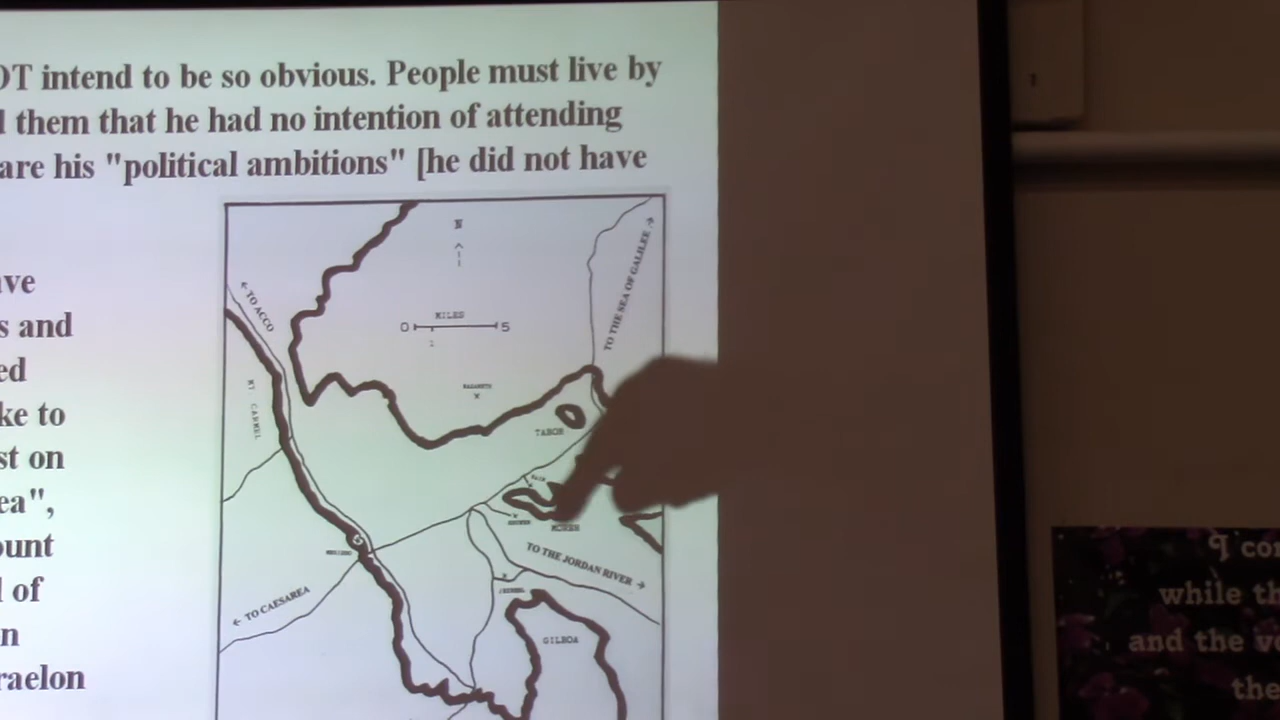 OT intend to be so obvious. People must live by
them that he had no intention of attending
are his "political ambitions" [he did not have
ve
s and
ed
ke to
st on
ea",
ount
l of
n
raelon
N
MILES
0 5
← TO ACCO
TO THE SEA OF GALILEE →
MT CARMEL
NAZARETH
TABOR
MOREH
TO THE JORDAN RIVER →
← TO CAESAREA
GILBOA
I co
while th
and the v
the